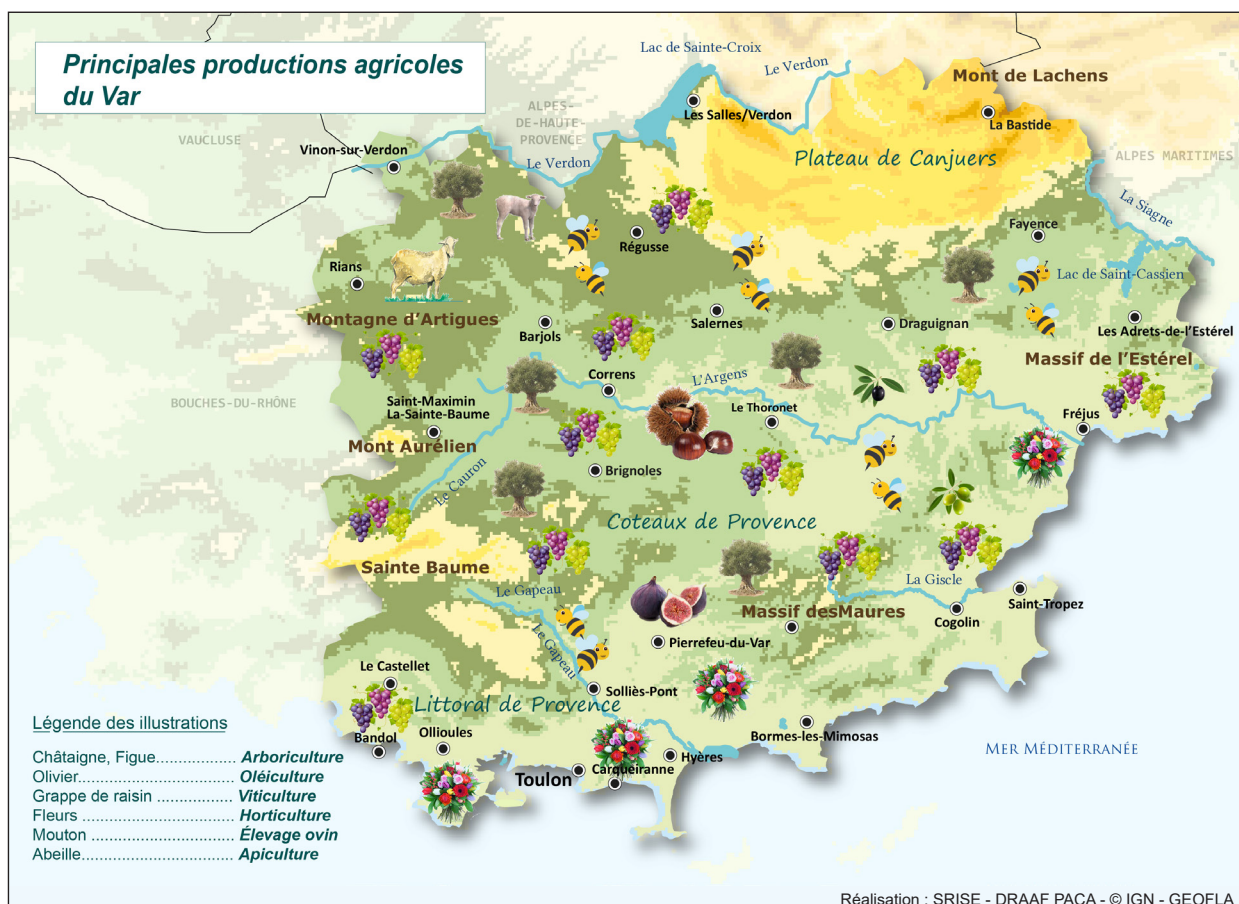 Principales productions agricoles
du Var
Lac de Sainte-Croix
Le Verdon
Mont de Lachens
ALPES-
DE-HAUTE-
PROVENCE
Les Salles/Verdon
La Bastide
VAUCLUSE
Vinon-sur-Verdon
Le Verdon
Plateau de Canjuers
ALPES MARITIMES
La Siagne
Fayence
Régusse
Rians
Lac de Saint-Cassien
Montagne d'Artigues
Barjols
Salernes
Draguignan
Les Adrets-de-l'Estérel
Massif de l'Estérel
Correns
L'Argens
BOUCHES-DU-RHÔNE
Saint-Maximin
La-Sainte-Baume
Le Thoronet
Fréjus
Mont Aurélien
Le Cauron
Brignoles
Coteaux de Provence
Sainte Baume
Le Gapeau
La Giscle
Saint-Tropez
Massif desMaures
Cogolin
Le Gapeau
Pierrefeu-du-Var
Le Castellet
Solliès-Pont
Littoral de Provence
Bandol
Ollioules
Bormes-les-Mimosas
Hyères
Toulon
Carqueiranne
MER MÉDITERRANÉE
Légende des illustrations
Châtaigne, Figue................. Arboriculture
Olivier............................ Oléiculture
Grappe de raisin ................. Viticulture
Fleurs ............................ Horticulture
Mouton ............................ Élevage ovin
Abeille............................ Apiculture
Réalisation : SRISE - DRAAF PACA - © IGN - GEOFLA